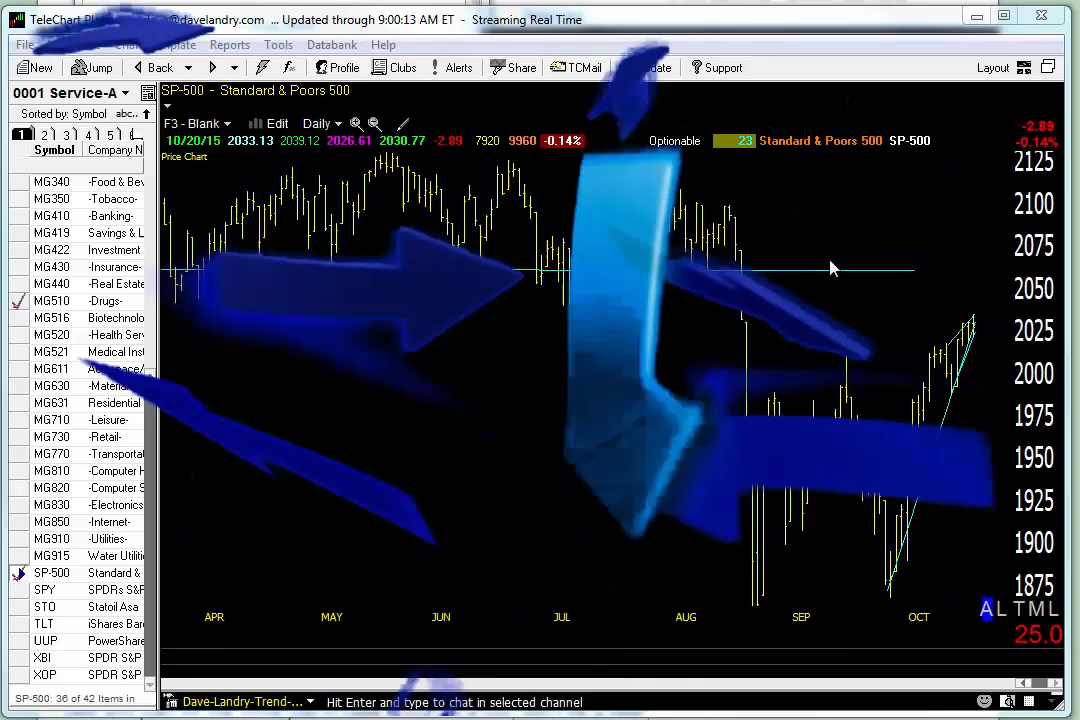 @davelandry.com ... Updated through 9:00:13 AM ET - Streaming Real Time
Reports Tools Databank Help
New Jump Back Profile Clubs Alerts Share TCMail Support Layout
0001 Service-A
Sorted by: Symbol abc..
1 2 3 4 5
Symbol Company N
MG340 -Food & Bev
MG350 -Tobacco-
MG410 -Banking-
MG419 Savings & L
MG422 Investment
MG430 -Insurance-
MG440 -Real Estate
MG510 -Drugs-
MG516 Biotechnolo
MG520 -Health Serv
MG521 Medical Inst
MG611
MG630
MG631 Residential
MG710 -Leisure-
MG730 -Retail-
MG770 -Transporta
MG810 -Computer H
MG820 -Computer S
MG830 -Electronics
MG850 -Internet-
MG910 -Utilities-
MG915 Water Utilitie
SP-500 Standard &
SPY SPDRs S&P
STO Statoil Asa
TLT iShares Bar
UUP PowerShare
XBI SPDR S&P
XOP SPDR S&P
SP-500: 36 of 42 Items in
SP-500 - Standard & Poors 500
F3 - Blank Edit Daily
10/20/15 2033.13 2039.12 2026.61 2030.77 -2.89 7920 9960 -0.14% Optionable 23 Standard & Poors 500 SP-500
Price Chart
-2.89
-0.14%
2125
2100
2075
2050
2025
2000
1975
1950
1925
1900
1875
APR MAY JUN JUL AUG SEP OCT
A L T M L
25.0
Dave-Landry-Trend-... Hit Enter and type to chat in selected channel